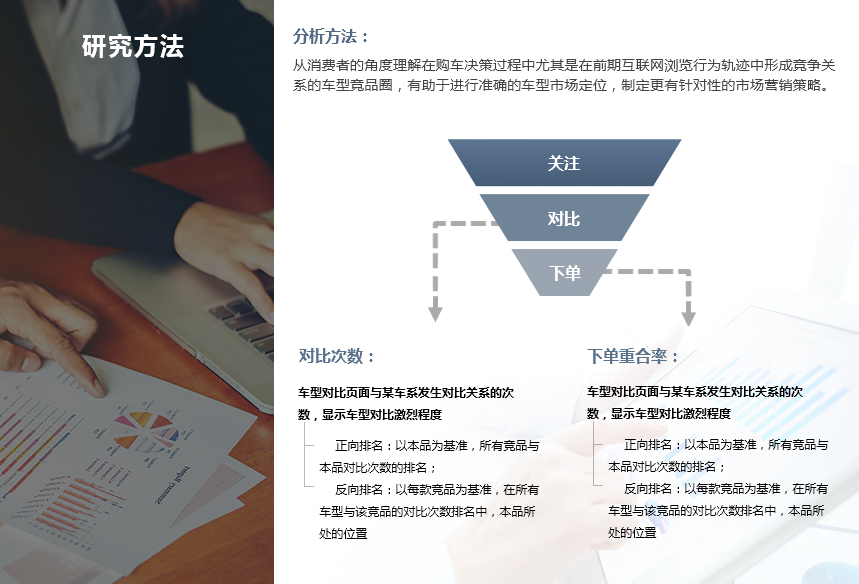 研究方法
分析方法：
从消费者的角度理解在购车决策过程中尤其是在前期互联网浏览行为轨迹中形成竞争关
系的车型竞品圈，有助于进行准确的车型市场定位，制定更有针对性的市场营销策略。
关注
对比
下单
对比次数：
车型对比页面与某车系发生对比关系的次
数，显示车型对比激烈程度
正向排名：以本品为基准，所有竞品与
本品对比次数的排名；
反向排名：以每款竞品为基准，在所有
车型与该竞品的对比次数排名中，本品所
处的位置
下单重合率：
车型对比页面与某车系发生对比关系的次
数，显示车型对比激烈程度
正向排名：以本品为基准，所有竞品与
本品对比次数的排名；
反向排名：以每款竞品为基准，在所有
车型与该竞品的对比次数排名中，本品所
处的位置